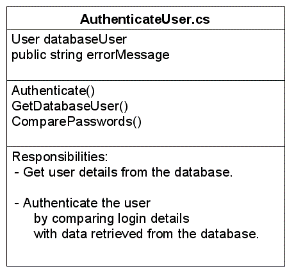 AuthenticateUser.cs
User databaseUser
public string errorMessage
Authenticate()
GetDatabaseUser()
ComparePasswords()
Responsibilities:
- Get user details from the database.
- Authenticate the user
by comparing login details
with data retrieved from the database.